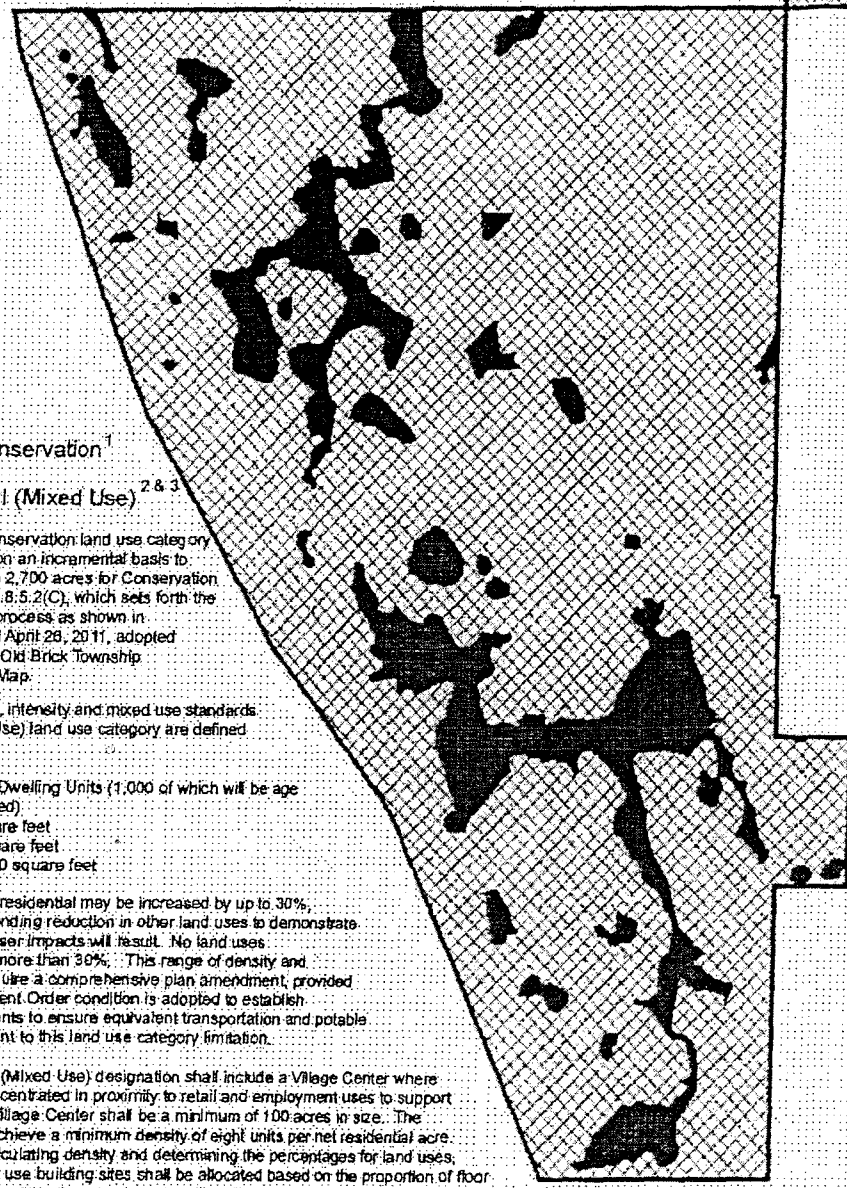 nservation 1
l (Mixed Use) 2 & 3
nservation land use category
on an incremental basis to
2,700 acres for Conservation
.8.5.2(C), which sets forth the
process as shown in
April 26, 2011, adopted
Old Brick Township
Map.
, intensity and mixed use standards
Use) land use category are defined
Dwelling Units (1,000 of which will be age
ed)
are feet
are feet
0 square feet
residential may be increased by up to 30%,
nding reduction in other land uses to demonstrate
ser impacts will result. No land uses
more than 30%. This range of density and
uire a comprehensive plan amendment, provided
ent Order condition is adopted to establish
nts to ensure equivalent transportation and potable
nt to this land use category limitation.
(Mixed Use) designation shall include a Village Center where
centrated in proximity to retail and employment uses to support
illage Center shall be a minimum of 100 acres in size. The
chieve a minimum density of eight units per net residential acre.
culating density and determining the percentages for land uses,
use building sites shall be allocated based on the proportion of floor